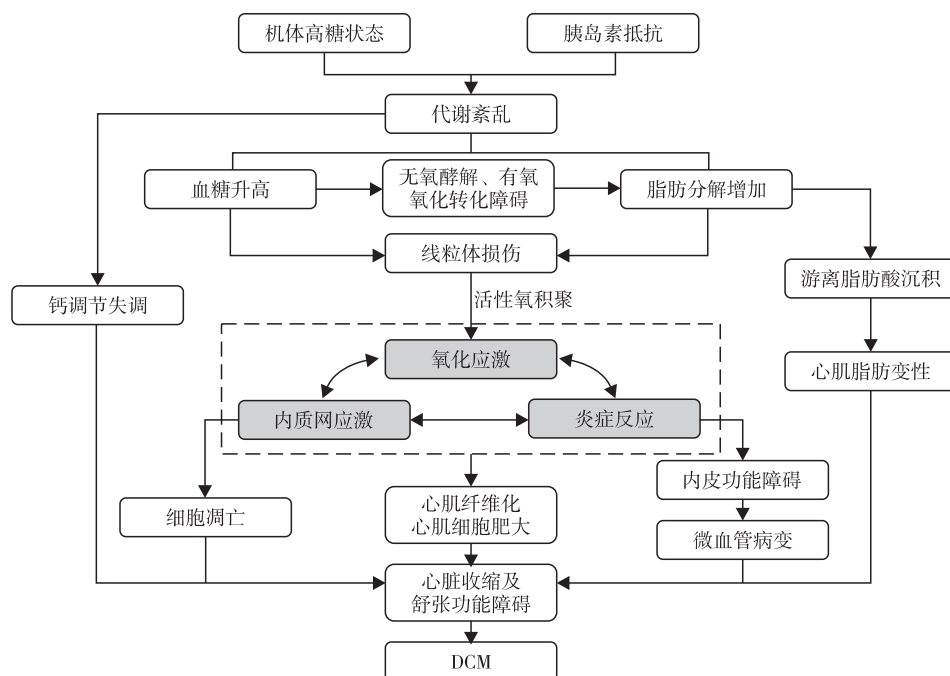 机体高糖状态
胰岛素抵抗
代谢紊乱
血糖升高
无氧酵解、有氧
氧化转化障碍
脂肪分解增加
线粒体损伤
游离脂肪酸沉积
钙调节失调
活性氧积聚
氧化应激
心肌脂肪变性
内质网应激
炎症反应
内皮功能障碍
细胞凋亡
心肌纤维化
心肌细胞肥大
微血管病变
心脏收缩及
舒张功能障碍
DCM